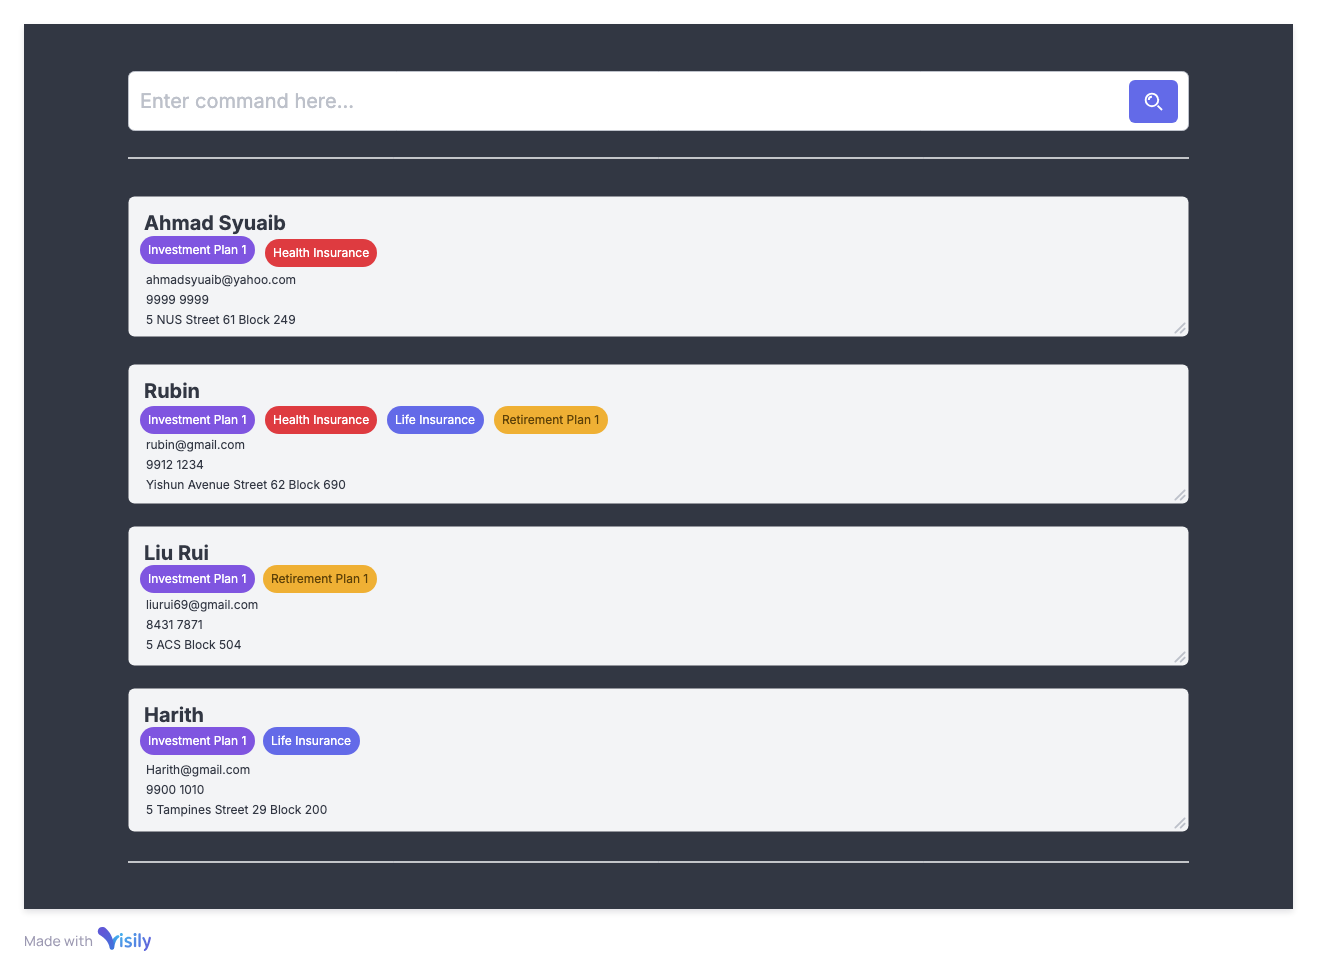 Enter command here...
Ahmad Syuaib
Investment Plan 1 Health Insurance
ahmadsyuaib@yahoo.com
9999 9999
5 NUS Street 61 Block 249
Rubin
Investment Plan 1 Health Insurance Life Insurance Retirement Plan 1
rubin@gmail.com
9912 1234
Yishun Avenue Street 62 Block 690
Liu Rui
Investment Plan 1 Retirement Plan 1
liurui69@gmail.com
8431 7871
5 ACS Block 504
Harith
Investment Plan 1 Life Insurance
Harith@gmail.com
9900 1010
5 Tampines Street 29 Block 200
Made with Visily